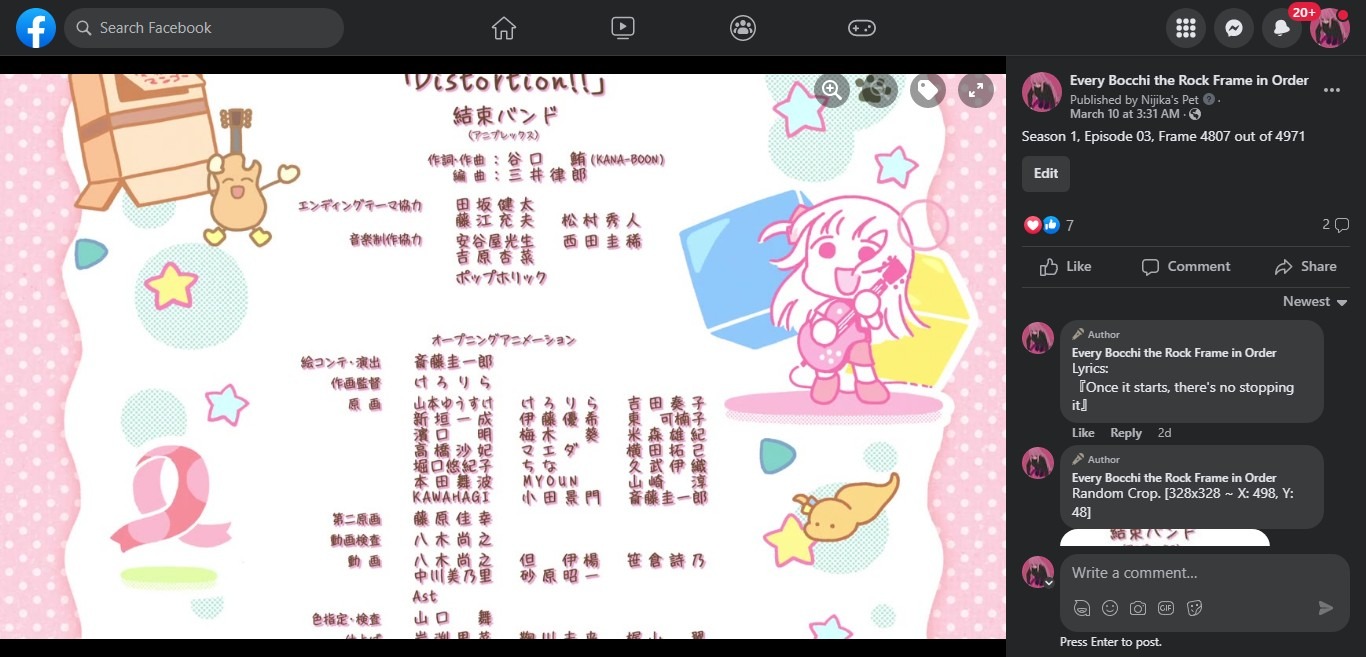 Search Facebook
20+
「Distortion!!」
結束バンド
(アニプレックス)
作詞・作曲：谷口　鮪(KANA-BOON)
編曲：三井律郎
エンディングテーマ協力　田坂健太
藤江充夫　松村秀人
音楽制作協力　安谷屋光生　西田圭稀
吉原杏菜
ポップホリック
オープニングアニメーション
絵コンテ・演出　斎藤圭一郎
作画監督　けろりら
原画　山本ゆうすけ　けろりら　吉田奏子
新垣一成　伊藤優希　東　可楠子
濱口　明　梅木　葵　米森雄紀
高橋沙妃　マエダ　横田拓己
堀口悠紀子　ちな　久武伊織
本田舞波　MYOUN　山崎　淳
KAWAHAGI　小田景門　斎藤圭一郎
第二原画　藤原佳幸
動画検査　八木尚之
動画　八木尚之　但　伊楊　笹倉詩乃
中川美乃里　砂原昭一
Ast
色指定・検査　山口　舞
Every Bocchi the Rock Frame in Order
Published by Nijika's Pet ·
March 10 at 3:31 AM ·
Season 1, Episode 03, Frame 4807 out of 4971
Edit
7
2
Like
Comment
Share
Newest
Author
Every Bocchi the Rock Frame in Order
Lyrics:
『Once it starts, there's no stopping
it』
Like Reply 2d
Author
Every Bocchi the Rock Frame in Order
Random Crop. [328x328 ~ X: 498, Y:
48]
結束バンド
Write a comment...
GIF
Press Enter to post.